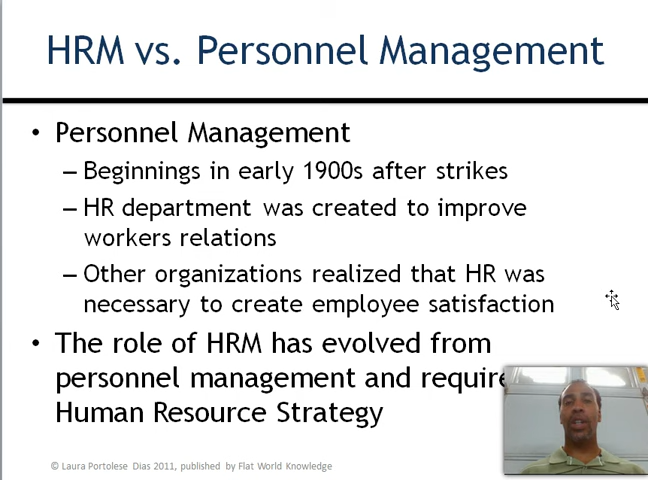 HRM vs. Personnel Management
• Personnel Management
– Beginnings in early 1900s after strikes
– HR department was created to improve
workers relations
– Other organizations realized that HR was
necessary to create employee satisfaction
• The role of HRM has evolved from
personnel management and require
Human Resource Strategy
© Laura Portolese Dias 2011, published by Flat World Knowledge